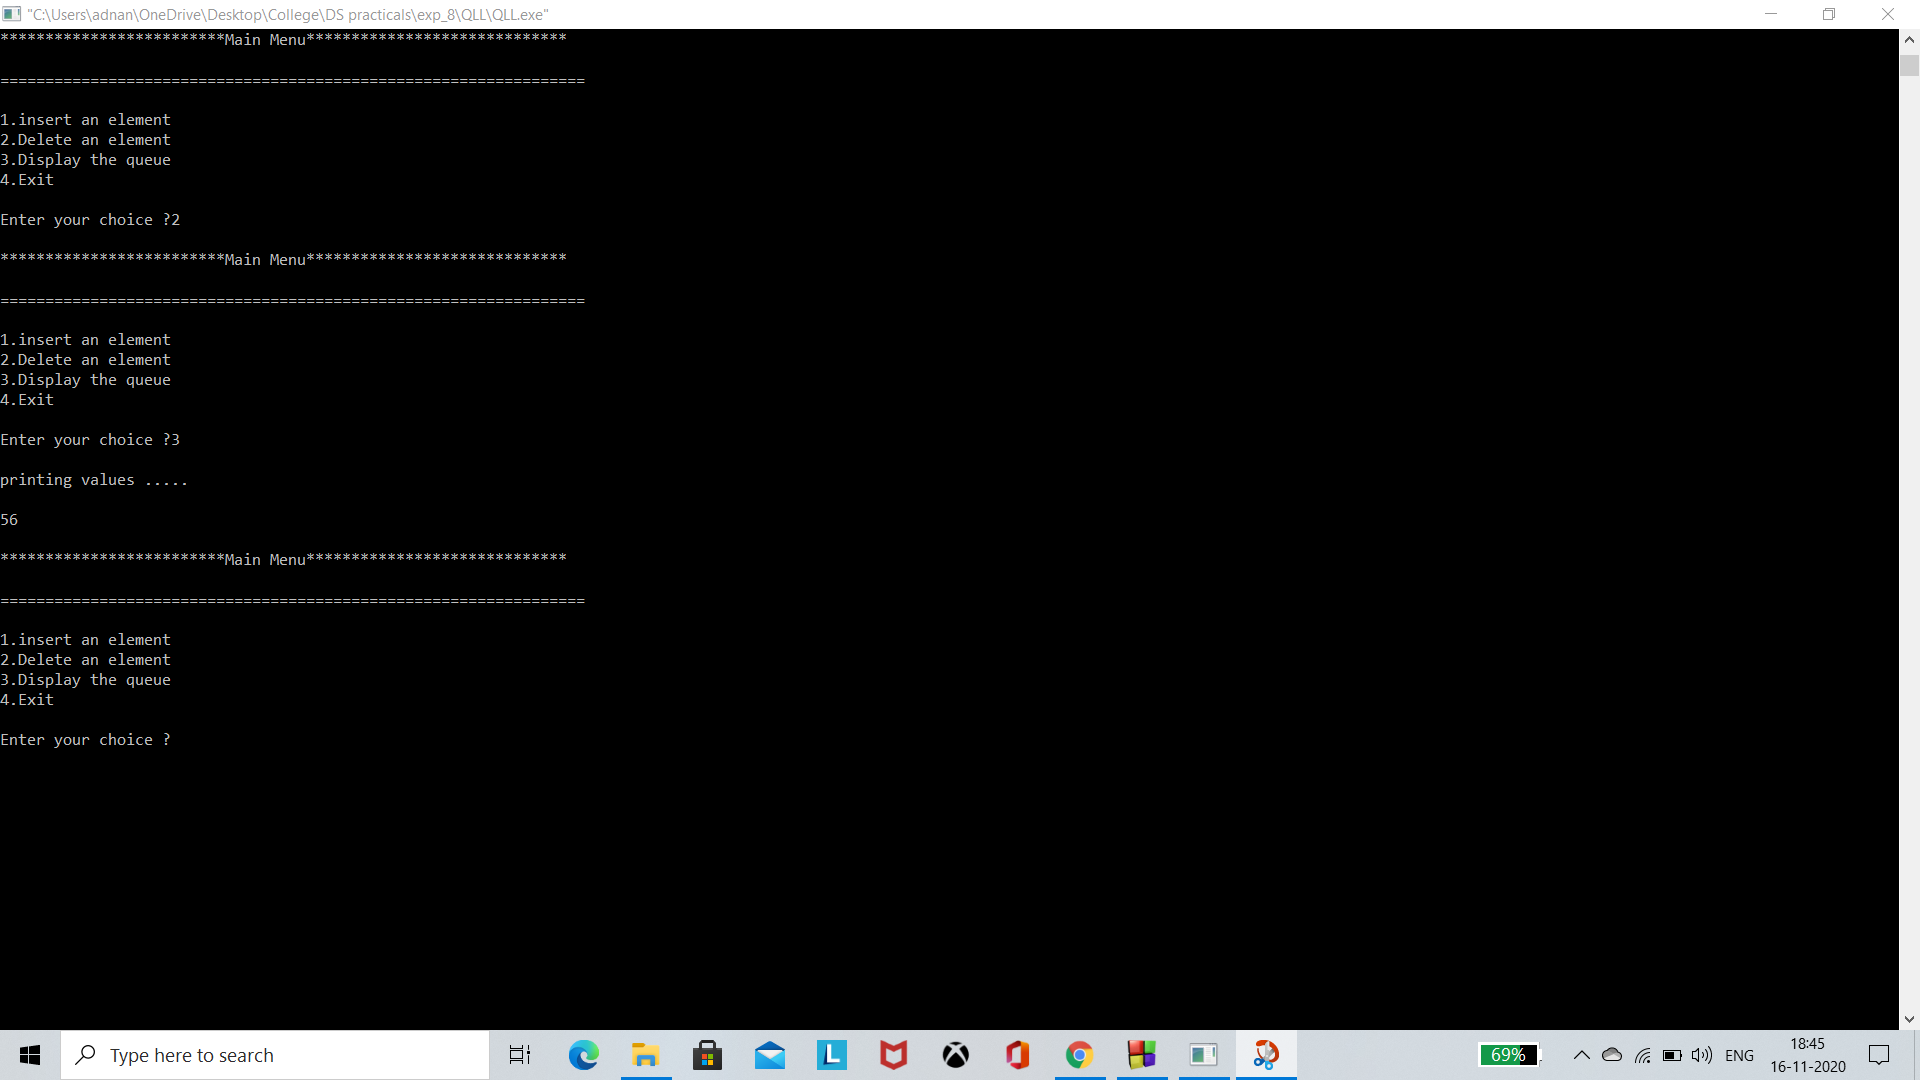 "C:\Users\adnan\OneDrive\Desktop\College\DS practicals\exp_8\QLL\QLL.exe"
*************************Main Menu*****************************
=================================================================
1.insert an element
2.Delete an element
3.Display the queue
4.Exit
Enter your choice ?2
*************************Main Menu*****************************
=================================================================
1.insert an element
2.Delete an element
3.Display the queue
4.Exit
Enter your choice ?3
printing values .....
56
*************************Main Menu*****************************
=================================================================
1.insert an element
2.Delete an element
3.Display the queue
4.Exit
Enter your choice ?
Type here to search
69%
ENG
18:45
16-11-2020